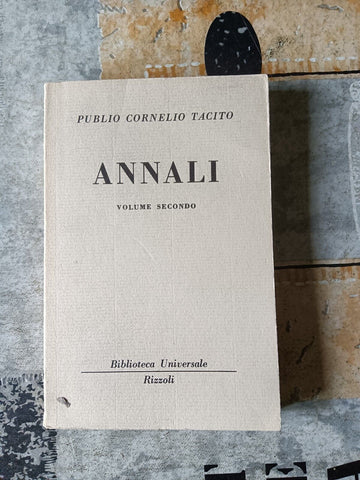 PUBLIO CORNELIO TACITO
ANNALI
VOLUME SECONDO
Biblioteca Universale
Rizzoli